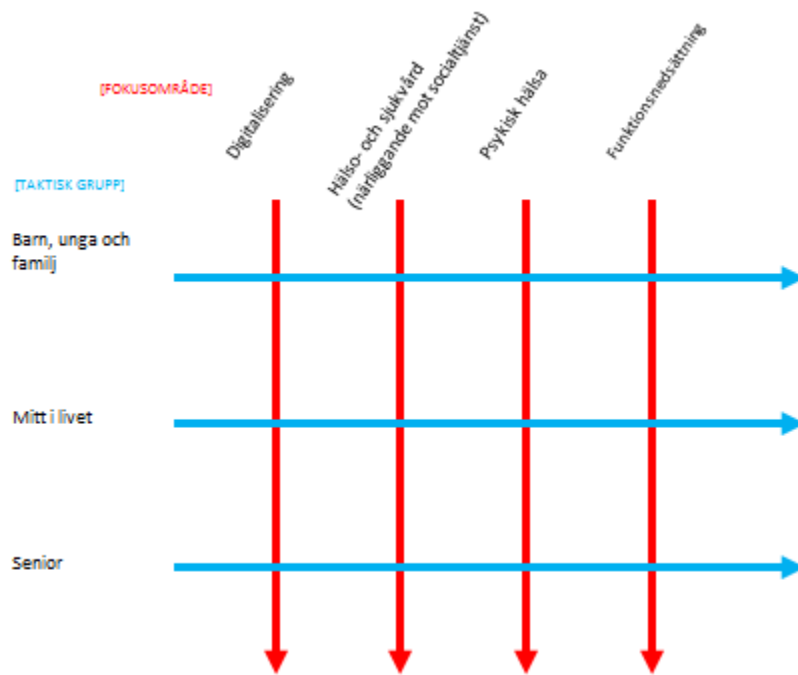 [FOKUSOMRÅDE]
Digitalisering
Hälso- och sjukvård
(närliggande mot socialtjänst)
Psykisk hälsa
Funktionsnedsättning
[TAKTISK GRUPP]
Barn, unga och
familj
Mitt i livet
Senior